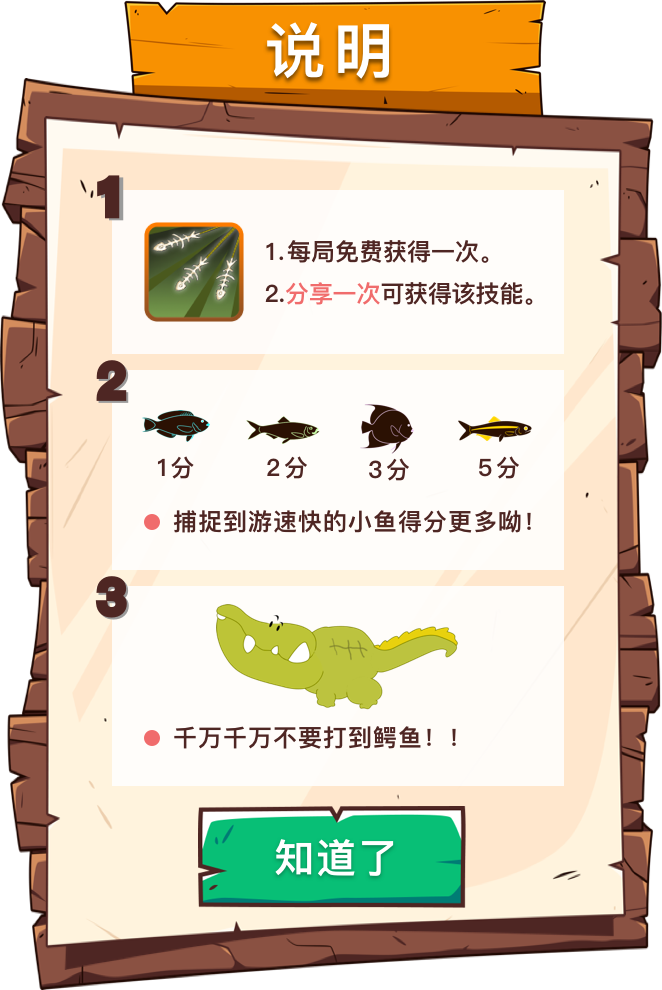 说明
1
1.每局免费获得一次。
2.分享一次可获得该技能。
2
1分 2分 3分 5分
捕捉到游速快的小鱼得分更多呦！
3
千万千万不要打到鳄鱼！！
知道了